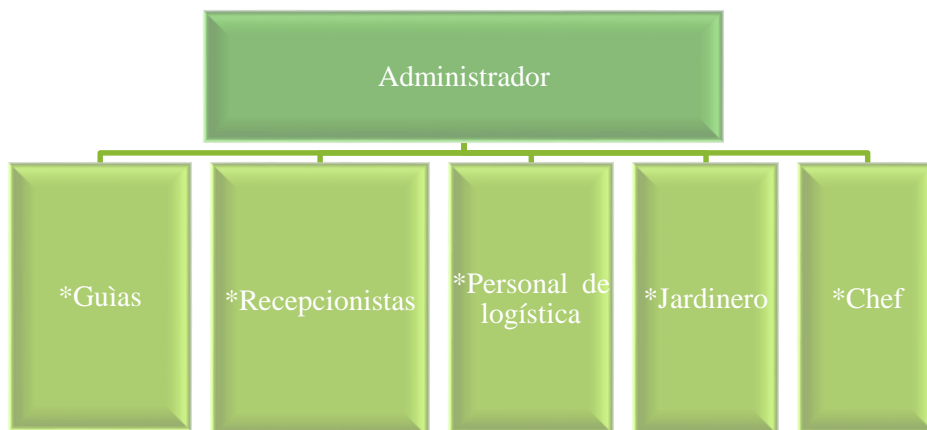 Administrador
*Guìas
*Recepcionistas
*Personal de
logística
*Jardinero
*Chef